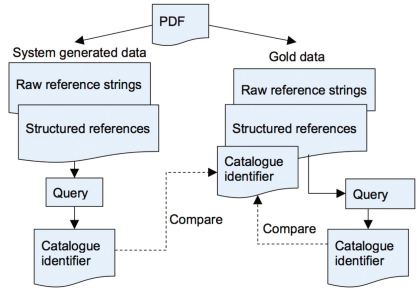 PDF
System generated data
Gold data
Raw reference strings
Structured references
Query
Catalogue
identifier
Raw reference strings
Structured references
Catalogue
identifier
Query
Catalogue
identifier
Compare
Compare